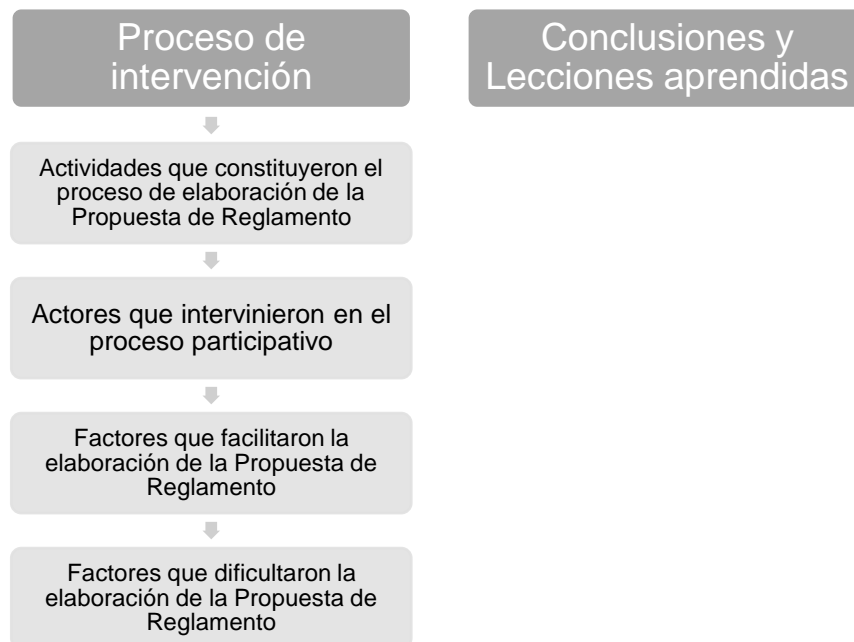 Proceso de
intervención
Conclusiones y
Lecciones aprendidas
Actividades que constituyeron el
proceso de elaboración de la
Propuesta de Reglamento
Actores que intervinieron en el
proceso participativo
Factores que facilitaron la
elaboración de la Propuesta de
Reglamento
Factores que dificultaron la
elaboración de la Propuesta de
Reglamento